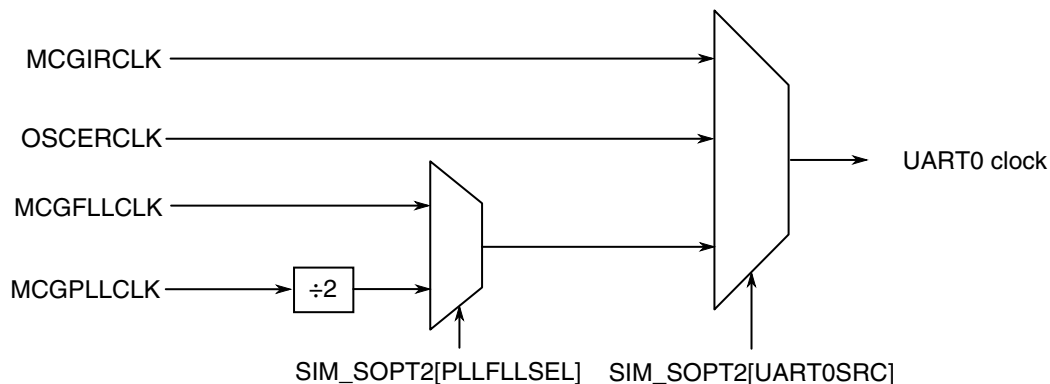 MCGIRCLK
OSCERCLK
UART0 clock
MCGFLLCLK
MCGPLLCLK
÷2
SIM_SOPT2[PLLFLLSEL]
SIM_SOPT2[UART0SRC]